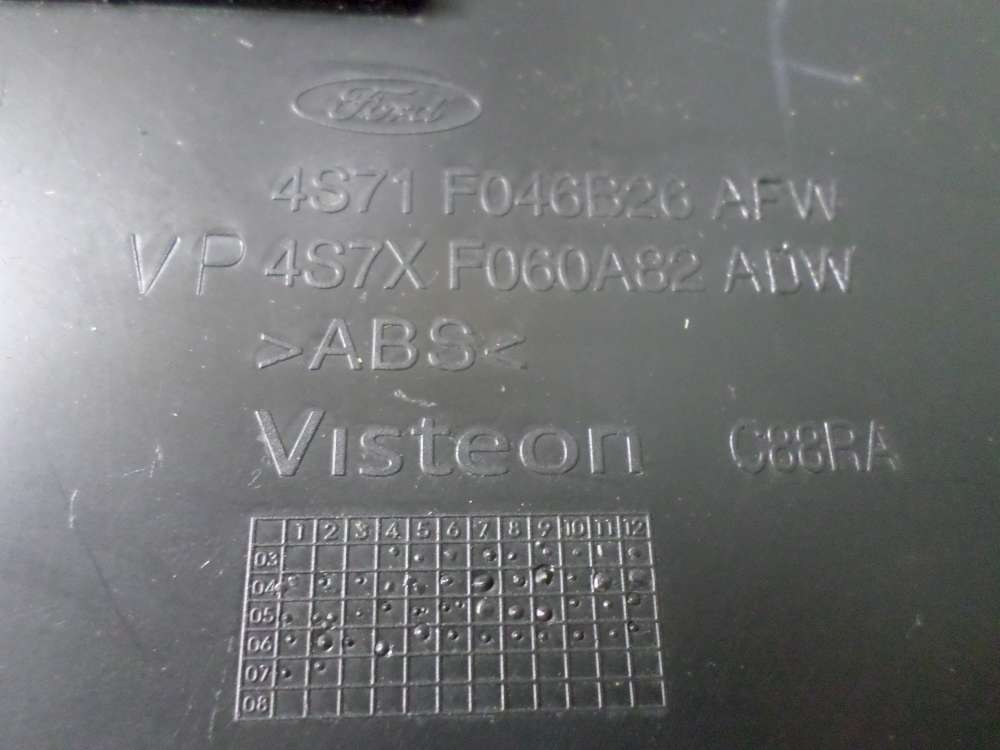 Ford
4S71 F046B26 AFW
VP 4S7X F060A82 ADW
>ABS<
Visteon C88RA
1 2 3 4 5 6 7 8 9 10 11 12
03
04
05
06
07
08